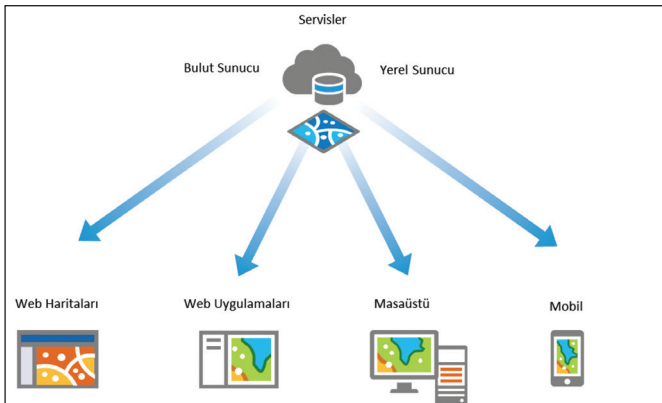 Servisler
Bulut Sunucu
Yerel Sunucu
Web Haritaları
Web Uygulamaları
Masaüstü
Mobil